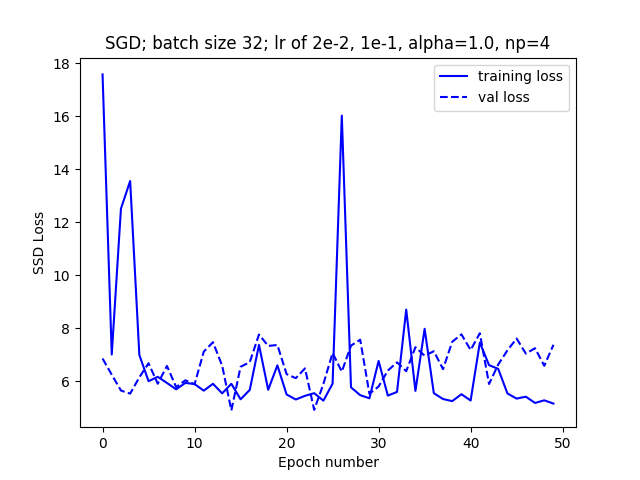 SGD; batch size 32; lr of 2e-2, 1e-1, alpha=1.0, np=4
training loss
val loss
18
16
14
12
10
8
6
SSD Loss
0
10
20
30
40
50
Epoch number